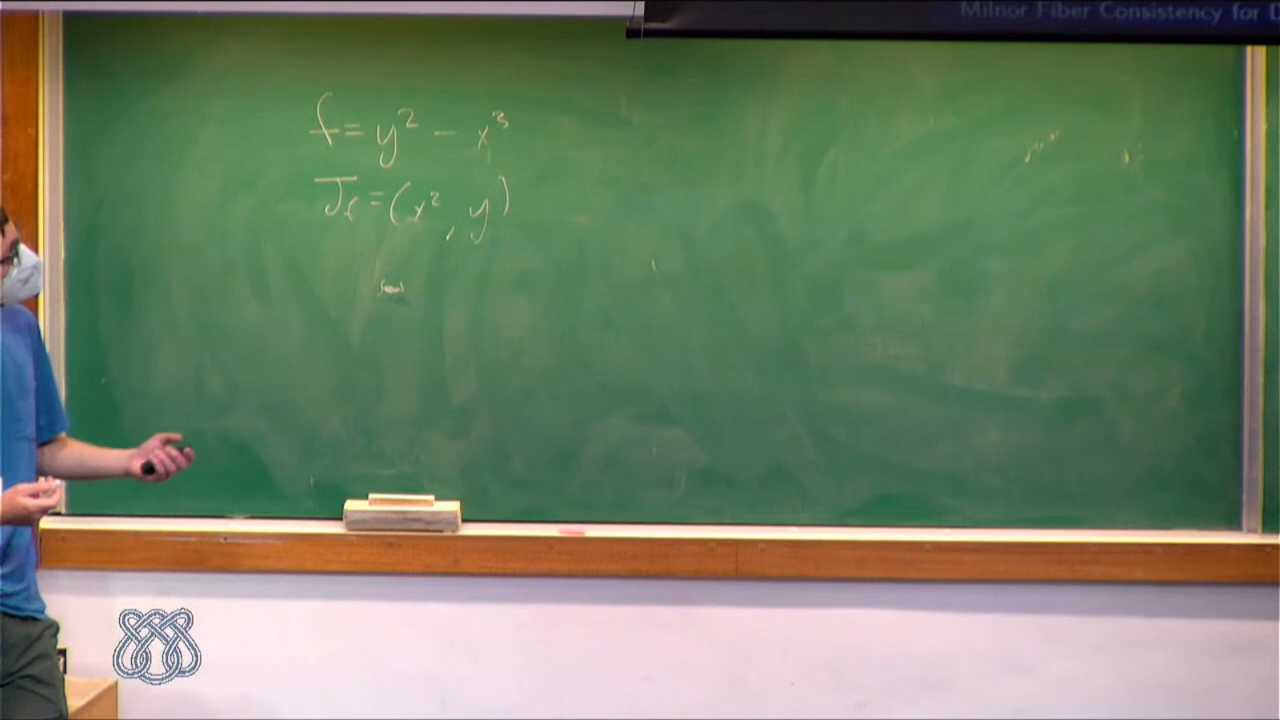 Milnor Fiber Consistency for D
f = y² - x³
J_f = (x², y)